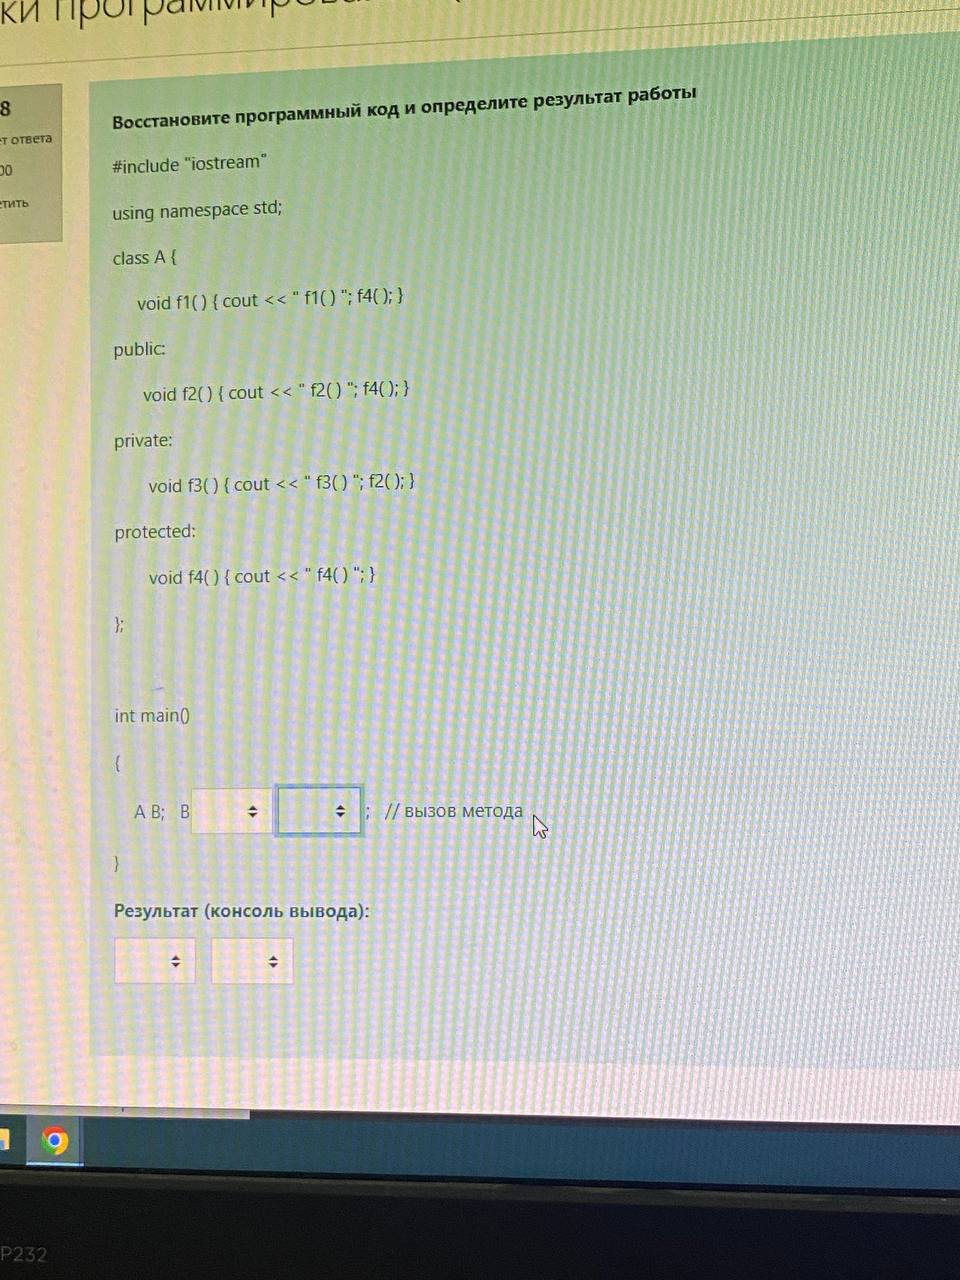 ки программиров
8
т ответа
00
тить
Восстановите программный код и определите результат работы
#include "iostream"
using namespace std;
class A {
void f1( ) { cout << " f1( ) "; f4( ); }
public:
void f2( ) { cout << " f2( ) "; f4( ); }
private:
void f3( ) { cout << " f3( ) "; f2( ); }
protected:
void f4( ) { cout << " f4( ) "; }
};
int main()
{
A B; B ; // вызов метода
}
Результат (консоль вывода):
P232